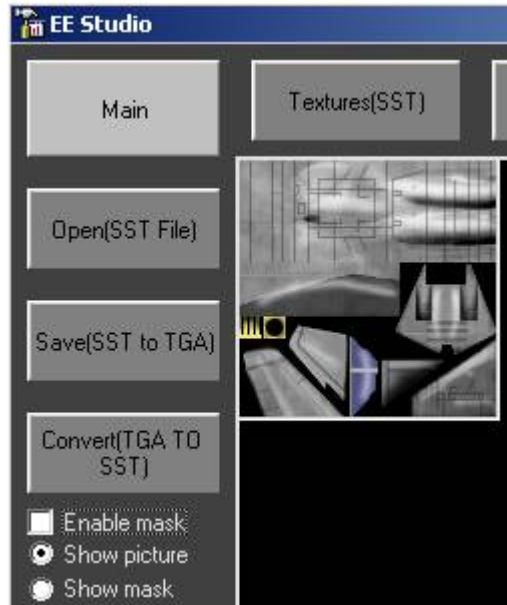 EE Studio
Main
Textures(SST)
Open(SST File)
Save(SST to TGA)
Convert(TGA TO
SST)
Enable mask
Show picture
Show mask